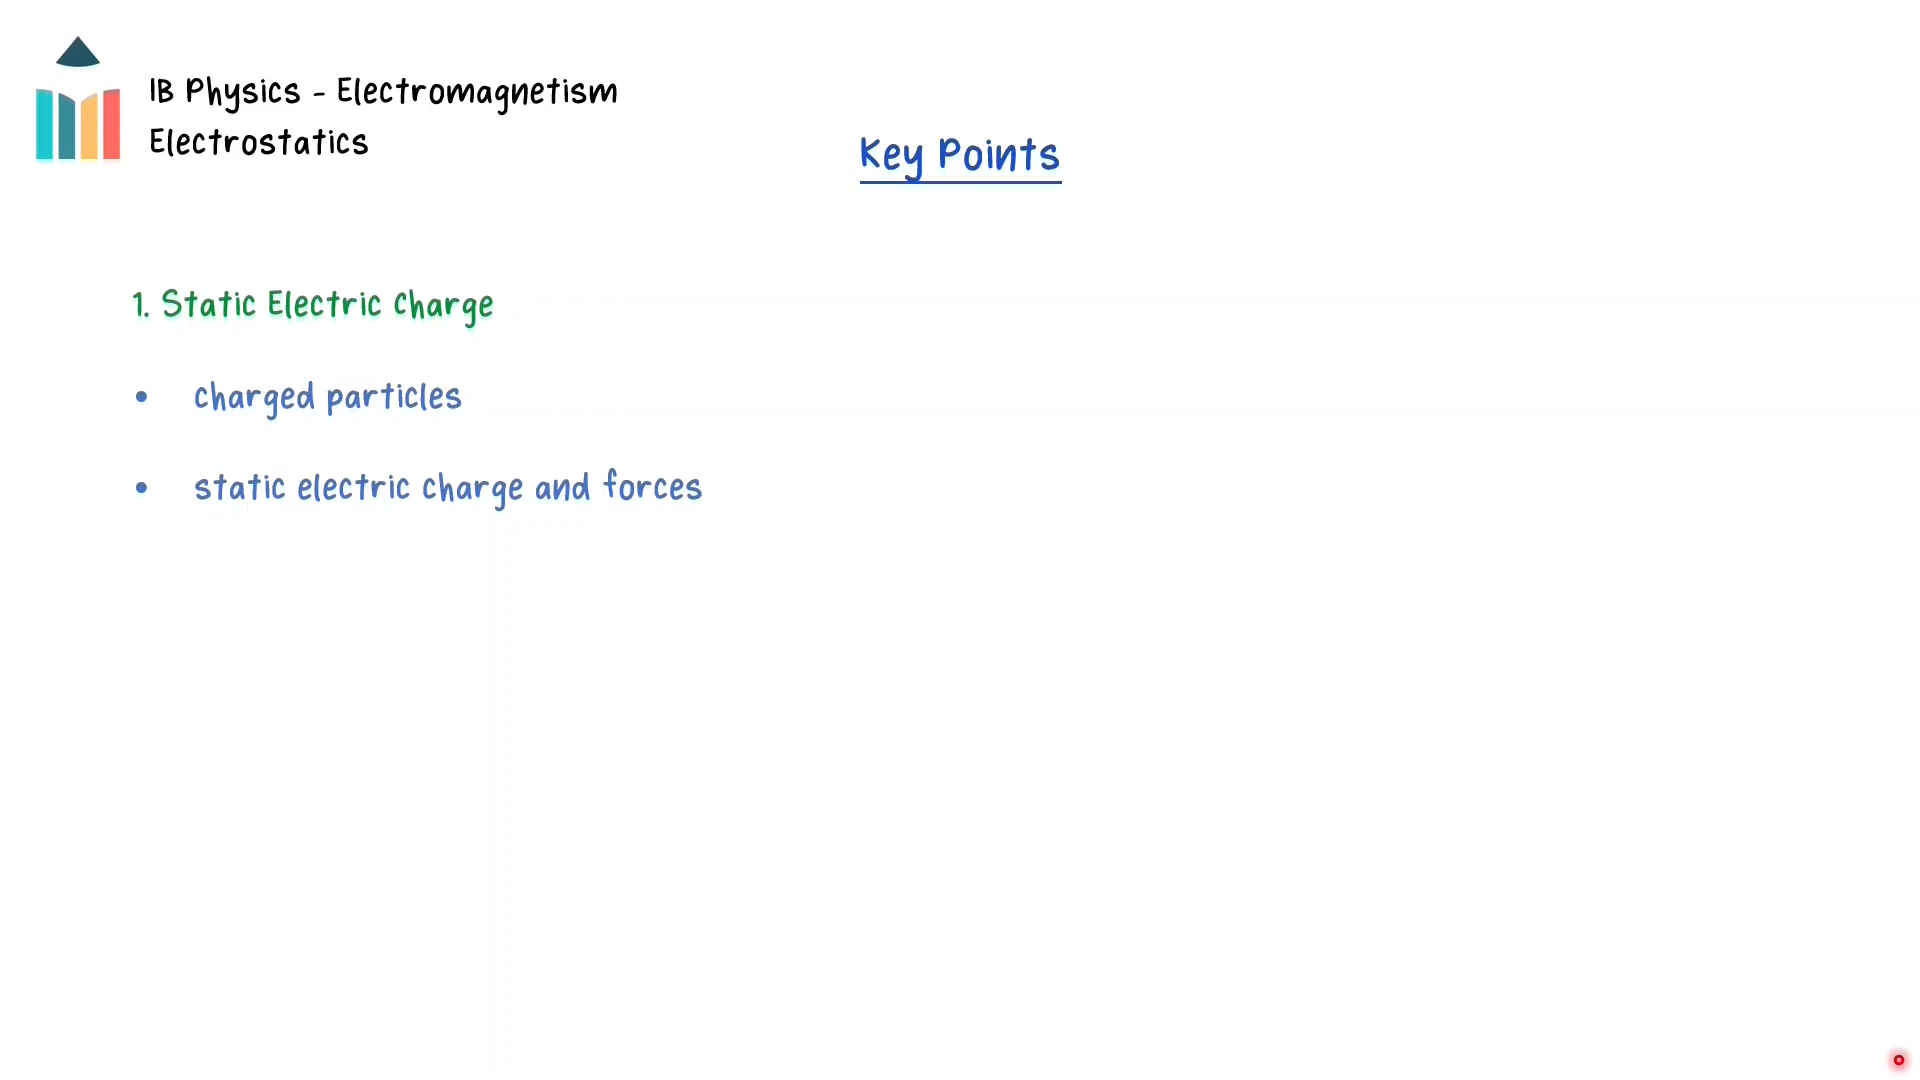 IB Physics - Electromagnetism
Electrostatics
Key Points
1. Static Electric Charge
• charged particles
• static electric charge and forces